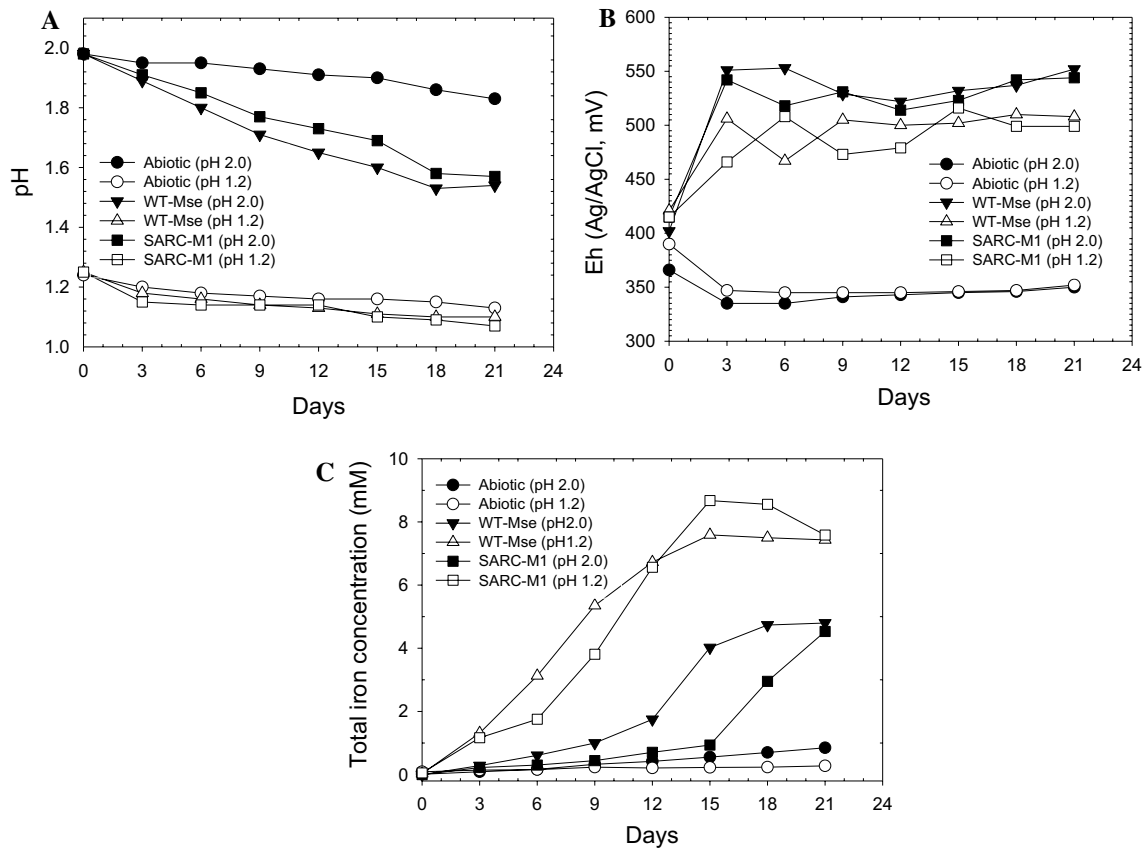 A
2.0
1.8
1.6
1.4
1.2
1.0
pH
Abiotic (pH 2.0)
Abiotic (pH 1.2)
WT-Mse (pH 2.0)
WT-Mse (pH 1.2)
SARC-M1 (pH 2.0)
SARC-M1 (pH 1.2)
0 3 6 9 12 15 18 21 24
Days
B
600
550
500
450
400
350
300
Eh (Ag/AgCl, mV)
Abiotic (pH 2.0)
Abiotic (pH 1.2)
WT-Mse (pH 2.0)
WT-Mse (pH 1.2)
SARC-M1 (pH 2.0)
SARC-M1 (pH 1.2)
0 3 6 9 12 15 18 21 24
Days
C
10
8
6
4
2
0
Total iron concentration (mM)
Abiotic (pH 2.0)
Abiotic (pH 1.2)
WT-Mse (pH2.0)
WT-Mse (pH1.2)
SARC-M1 (pH 2.0)
SARC-M1 (pH 1.2)
0 3 6 9 12 15 18 21 24
Days